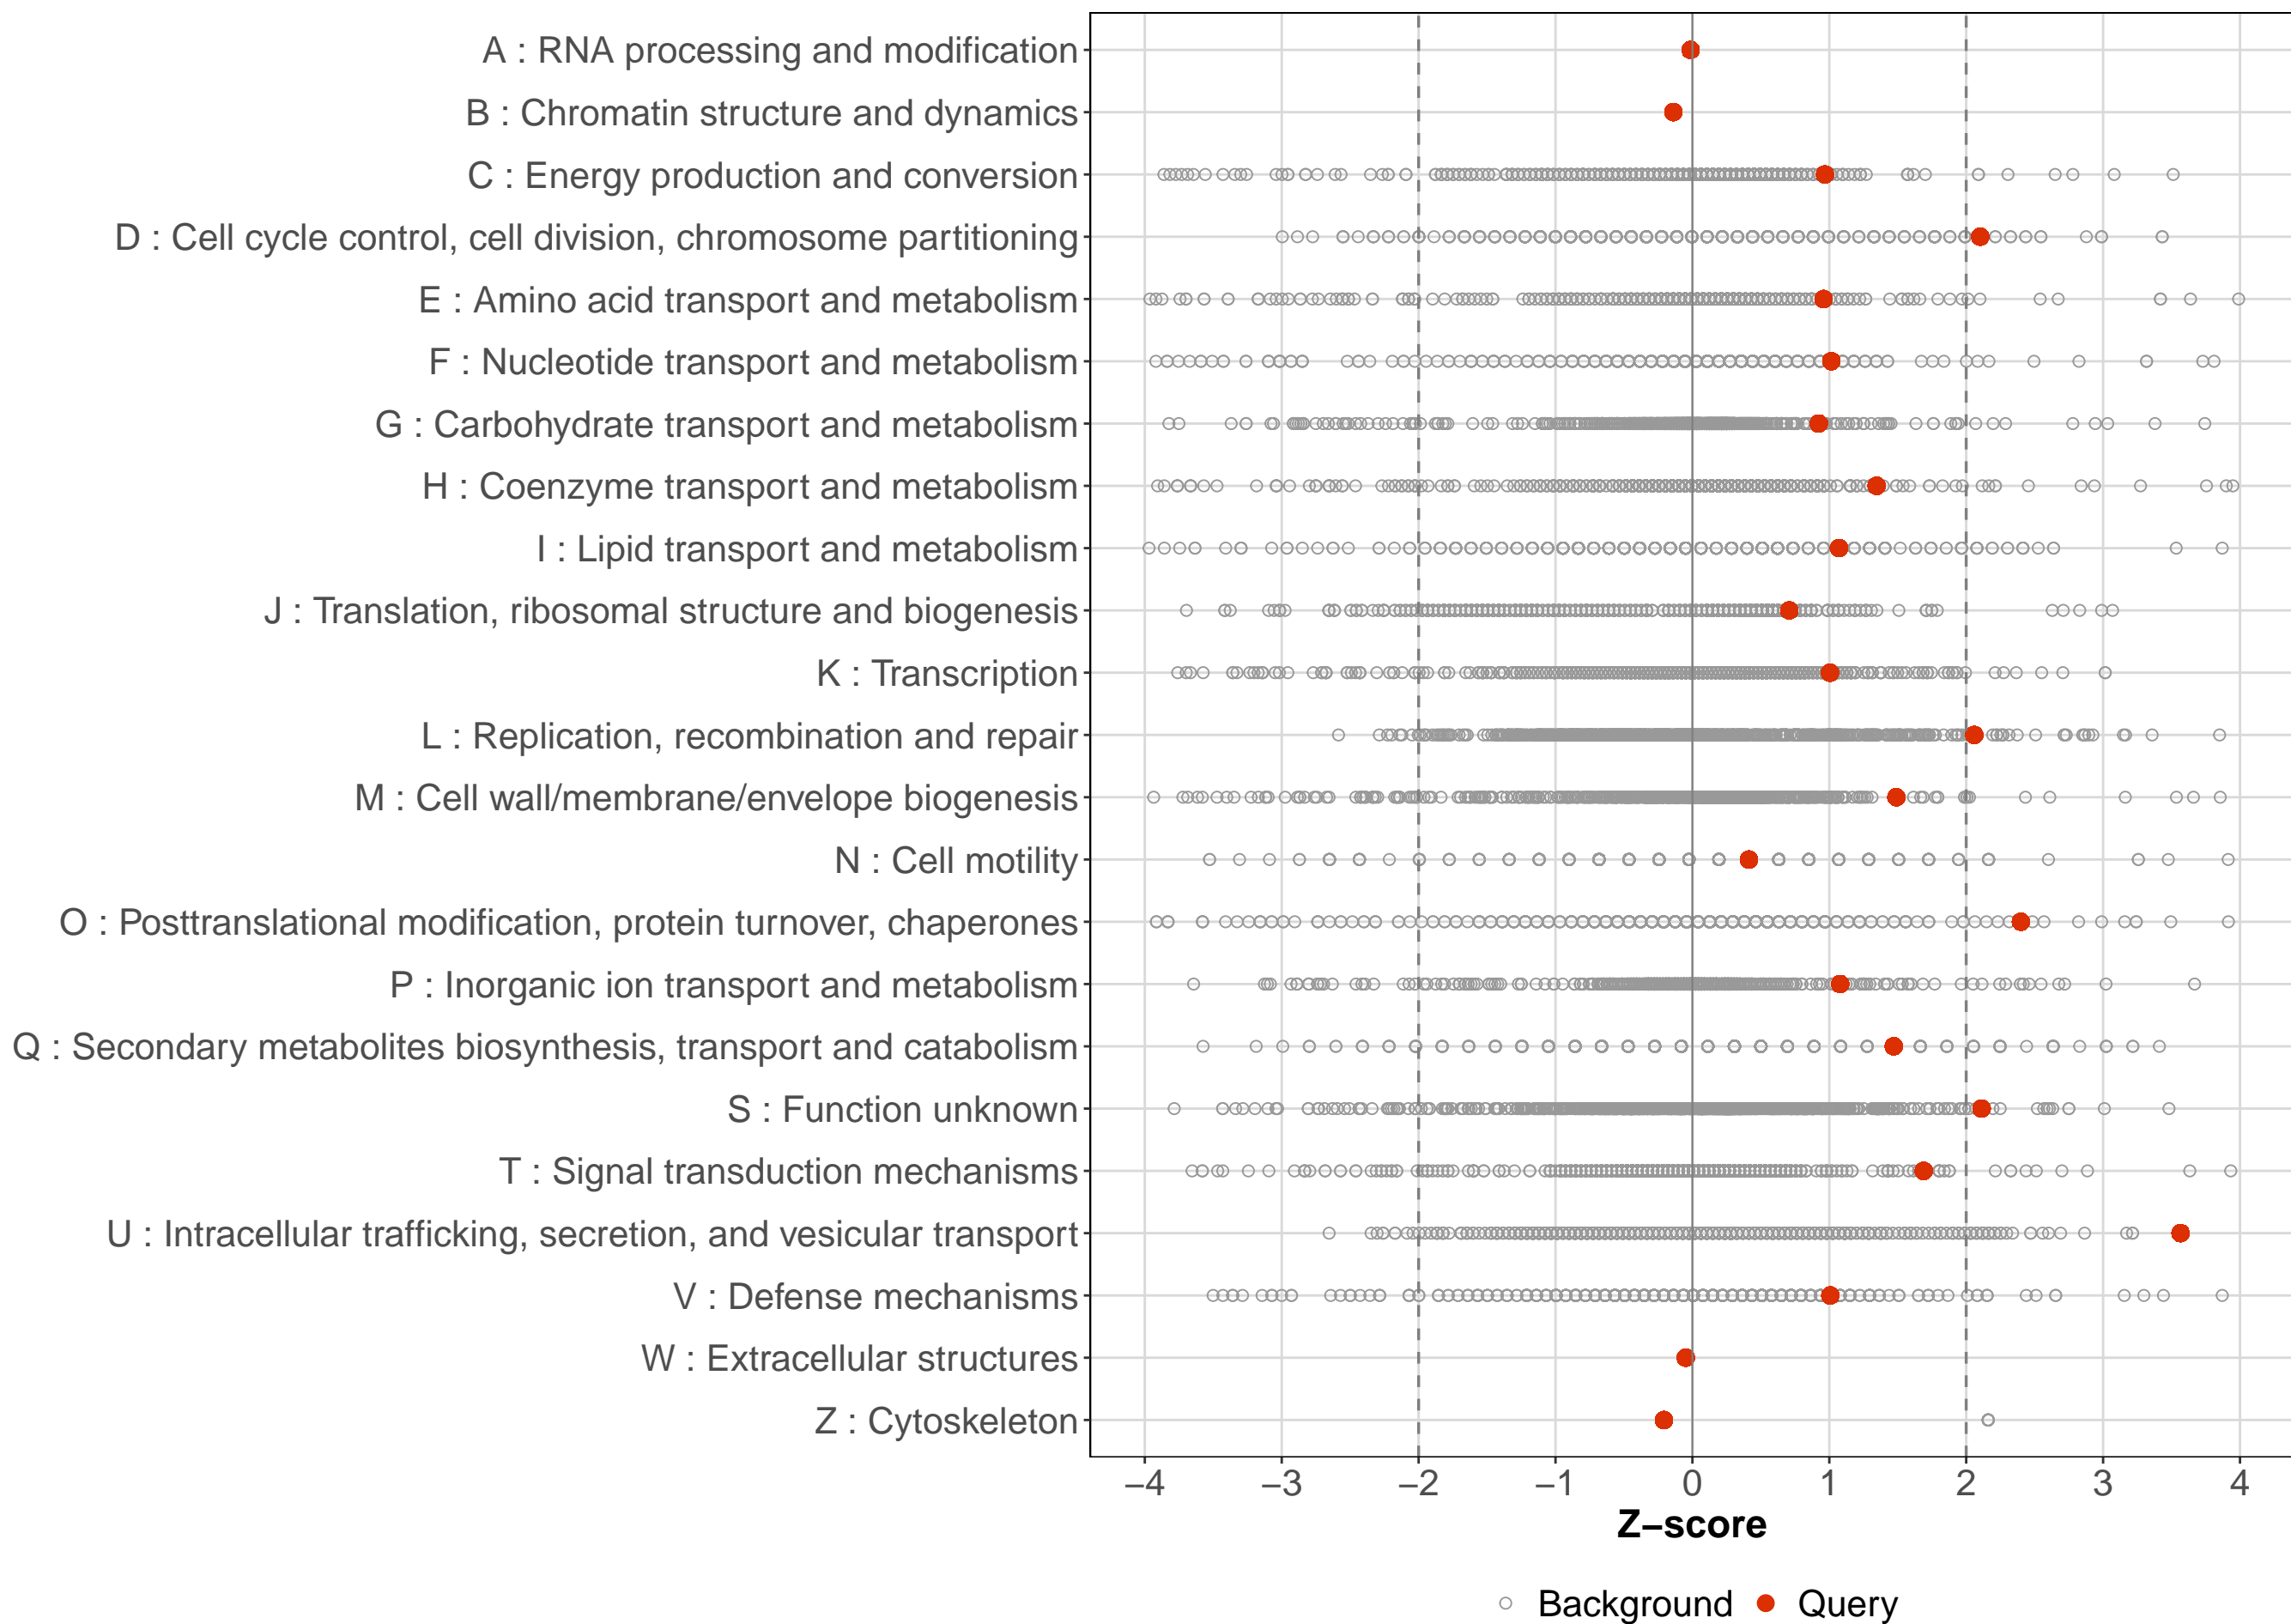 A : RNA processing and modification
B : Chromatin structure and dynamics
C : Energy production and conversion
D : Cell cycle control, cell division, chromosome partitioning
E : Amino acid transport and metabolism
F : Nucleotide transport and metabolism
G : Carbohydrate transport and metabolism
H : Coenzyme transport and metabolism
I : Lipid transport and metabolism
J : Translation, ribosomal structure and biogenesis
K : Transcription
L : Replication, recombination and repair
M : Cell wall/membrane/envelope biogenesis
N : Cell motility
O : Posttranslational modification, protein turnover, chaperones
P : Inorganic ion transport and metabolism
Q : Secondary metabolites biosynthesis, transport and catabolism
S : Function unknown
T : Signal transduction mechanisms
U : Intracellular trafficking, secretion, and vesicular transport
V : Defense mechanisms
W : Extracellular structures
Z : Cytoskeleton
−4 −3 −2 −1 0 1 2 3 4
Z−score
Background Query